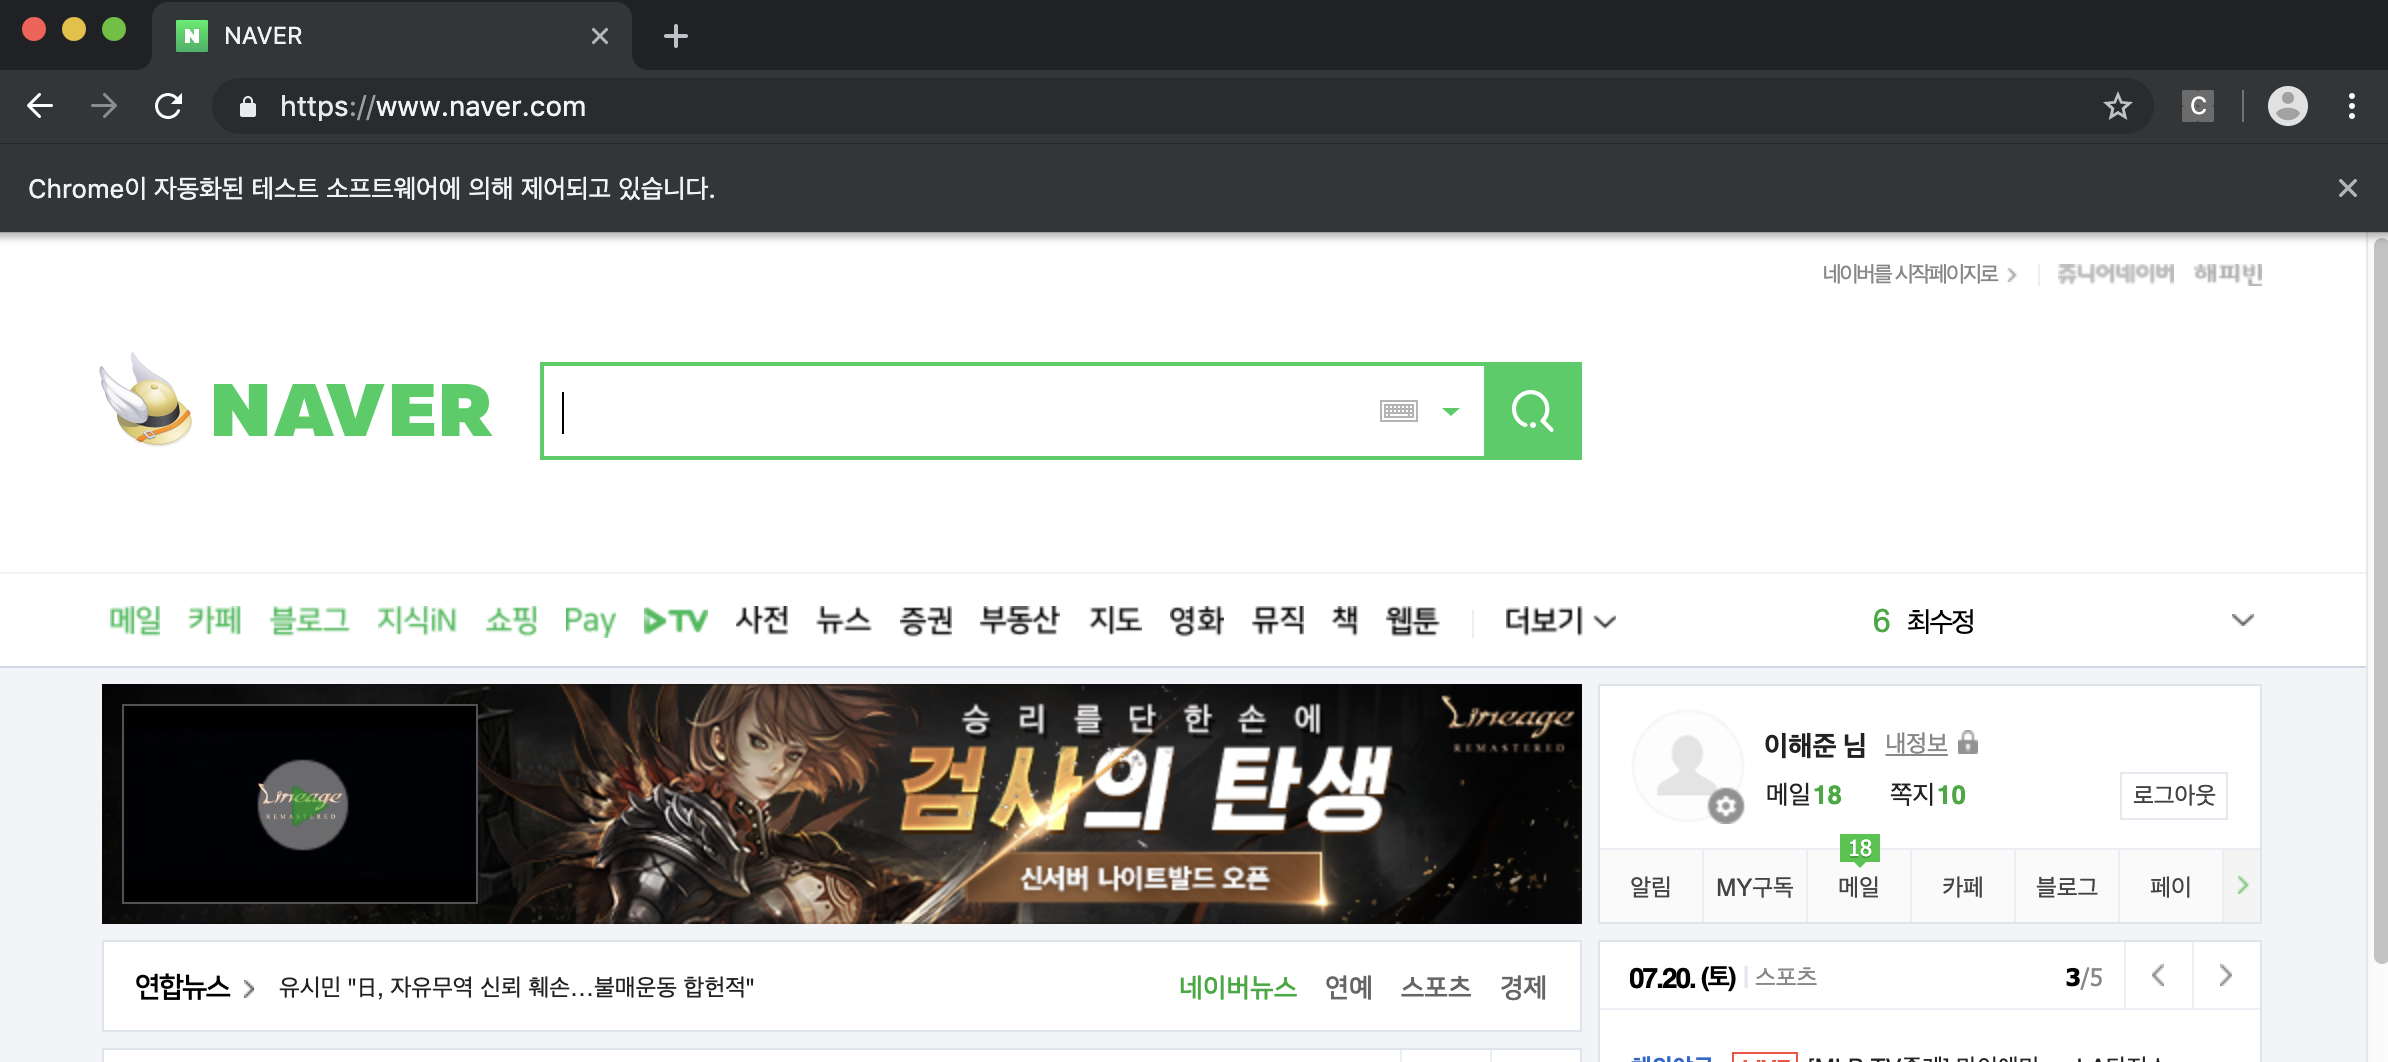 NAVER
https://www.naver.com
C
Chrome이 자동화된 테스트 소프트웨어에 의해 제어되고 있습니다.
네이버를 시작페이지로 쥬니어네이버 해피빈
NAVER
메일 카페 블로그 지식iN 쇼핑 Pay TV 사전 뉴스 증권 부동산 지도 영화 뮤직 책 웹툰 더보기 6 최수정
승리를 단 한손에
검사의 탄생
신서버 나이트발드 오픈
Lineage
REMASTERED
Lineage
REMASTERED
이해준 님 내정보
메일18 쪽지10
로그아웃
18
알림 MY구독 메일 카페 블로그 페이
연합뉴스 유시민 "日, 자유무역 신뢰 훼손...불매운동 합헌적"
네이버뉴스 연예 스포츠 경제
07.20. (토) 스포츠 3/5